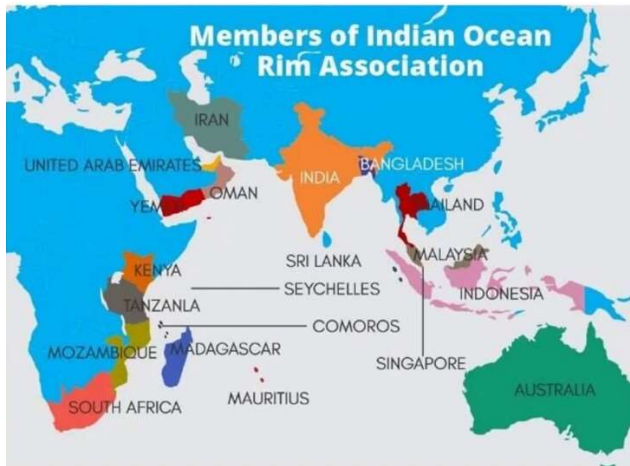 Members of Indian Ocean
Rim Association
IRAN
UNITED ARAB EMIRATES
INDIA
BANGLADESH
OMAN
YEMEN
THAILAND
SRI LANKA
MALAYSIA
KENYA
SEYCHELLES
INDONESIA
TANZANLA
COMOROS
MOZAMBIQUE
MADAGASCAR
SINGAPORE
AUSTRALIA
MAURITIUS
SOUTH AFRICA